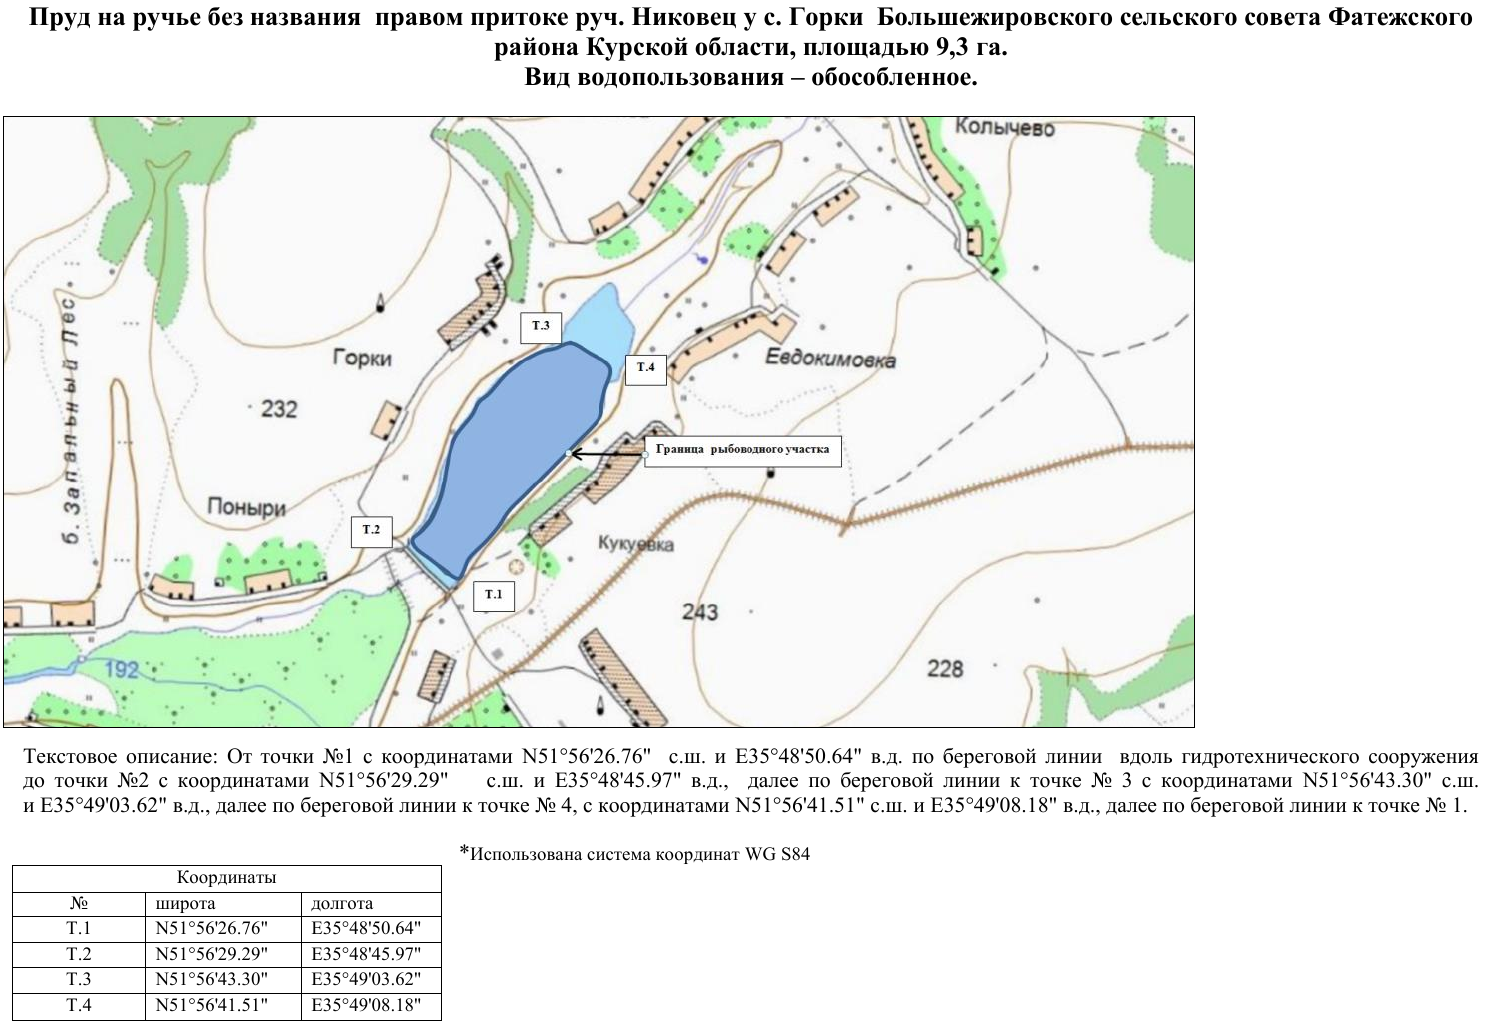 Пруд на ручье без названия  правом притоке руч. Никовец у с. Горки  Большежировского сельского совета Фатежского
района Курской области, площадью 9,3 га.
Вид водопользования – обособленное.
Колычево
б. Запальный Лес
Т.3
Горки
Т.4
Евдокимовка
232
Граница рыбоводного участка
Поныри
Т.2
Кукуевка
Т.1
243
192
228
Текстовое описание: От точки №1 с координатами N51°56'26.76" с.ш. и E35°48'50.64" в.д. по береговой линии вдоль гидротехнического сооружения
до точки №2 с координатами N51°56'29.29" с.ш. и E35°48'45.97" в.д., далее по береговой линии к точке № 3 с координатами N51°56'43.30" с.ш.
и E35°49'03.62" в.д., далее по береговой линии к точке № 4, с координатами N51°56'41.51" с.ш. и E35°49'08.18" в.д., далее по береговой линии к точке № 1.
*Использована система координат WG S84
Координаты
№ широта долгота
Т.1 N51°56'26.76" E35°48'50.64"
Т.2 N51°56'29.29" E35°48'45.97"
Т.3 N51°56'43.30" E35°49'03.62"
Т.4 N51°56'41.51" E35°49'08.18"